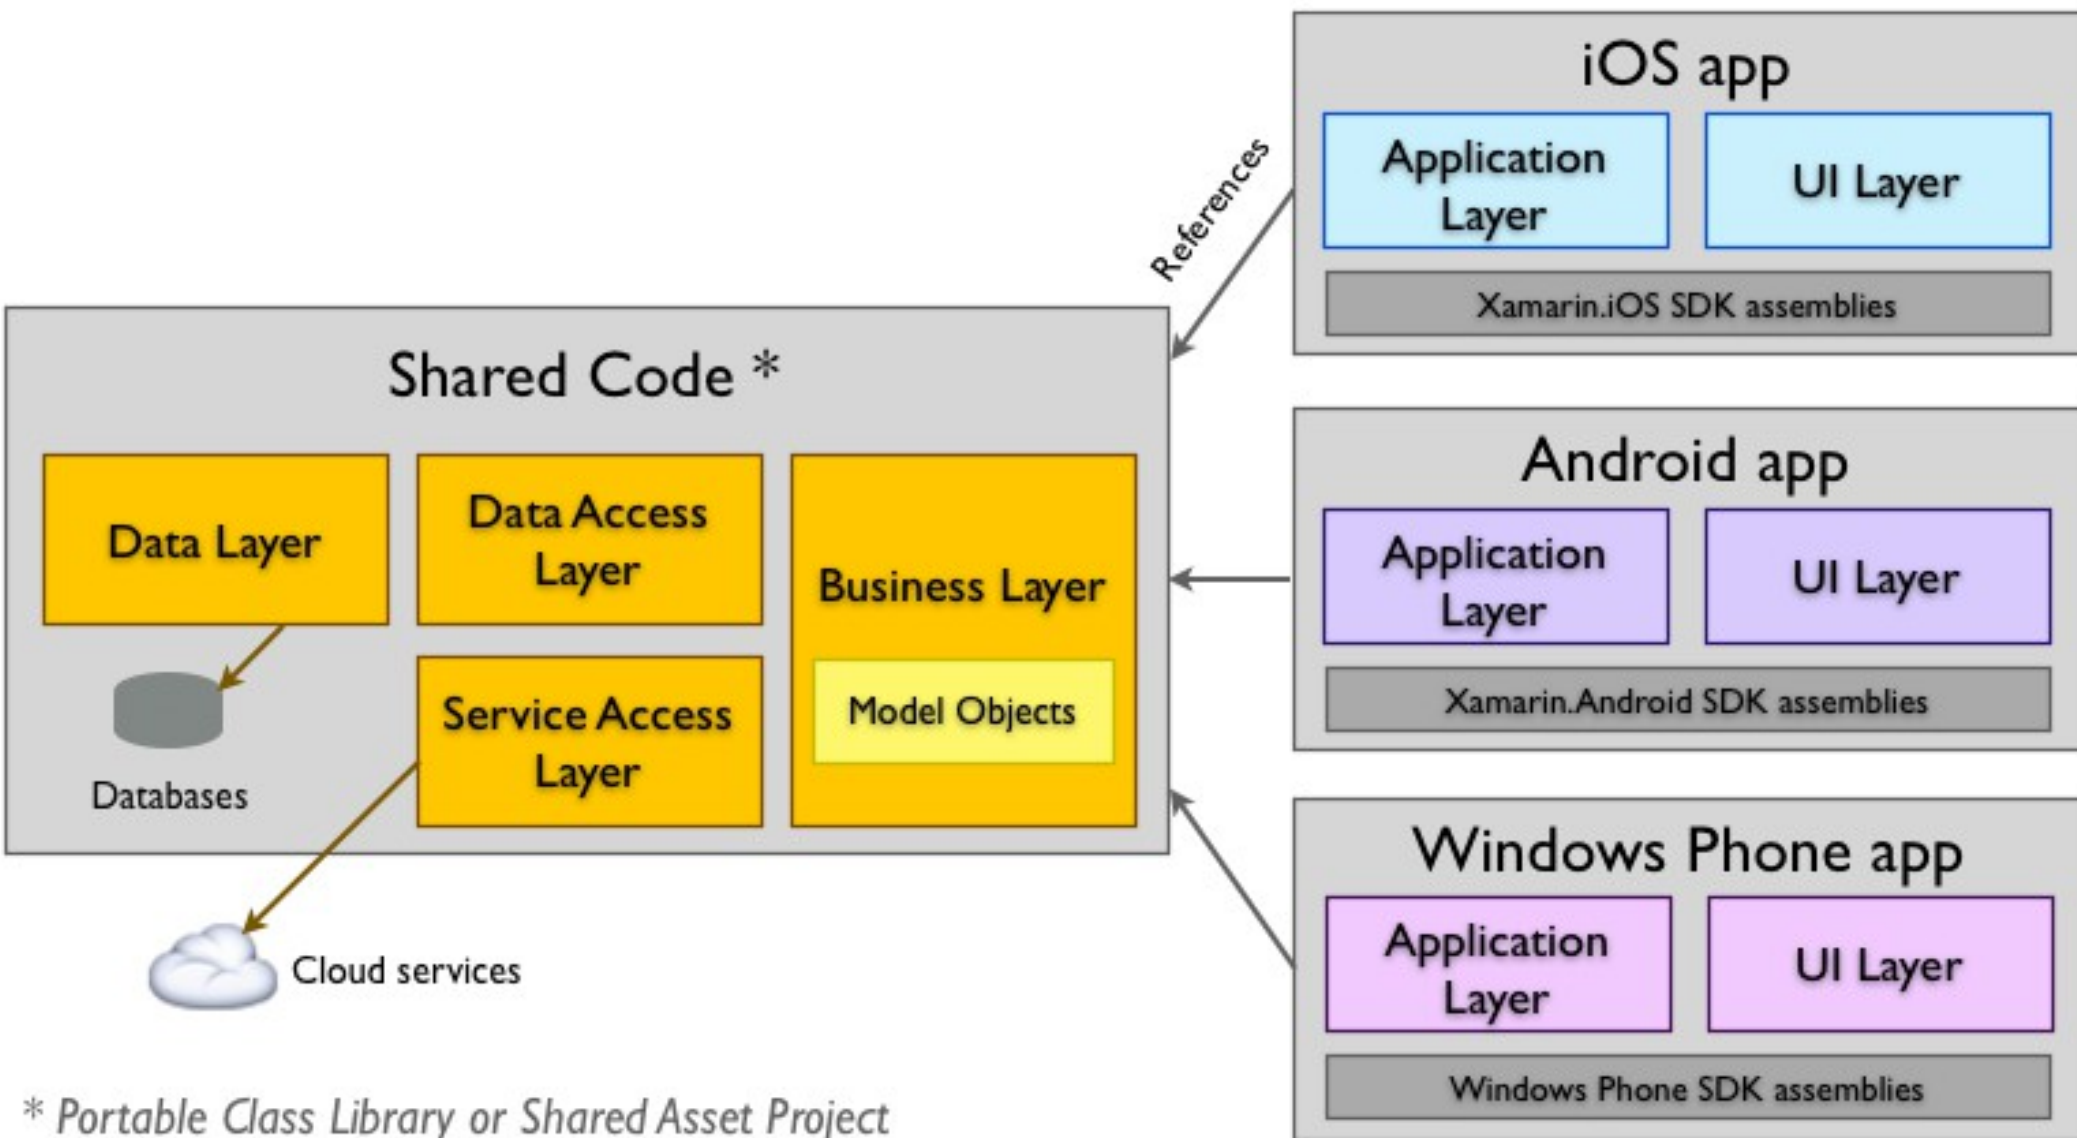 iOS app
Application
Layer
UI Layer
Xamarin.iOS SDK assemblies
References
Shared Code *
Data Layer
Data Access
Layer
Business Layer
Model Objects
Service Access
Layer
Databases
Cloud services
Android app
Application
Layer
UI Layer
Xamarin.Android SDK assemblies
Windows Phone app
Application
Layer
UI Layer
Windows Phone SDK assemblies
* Portable Class Library or Shared Asset Project